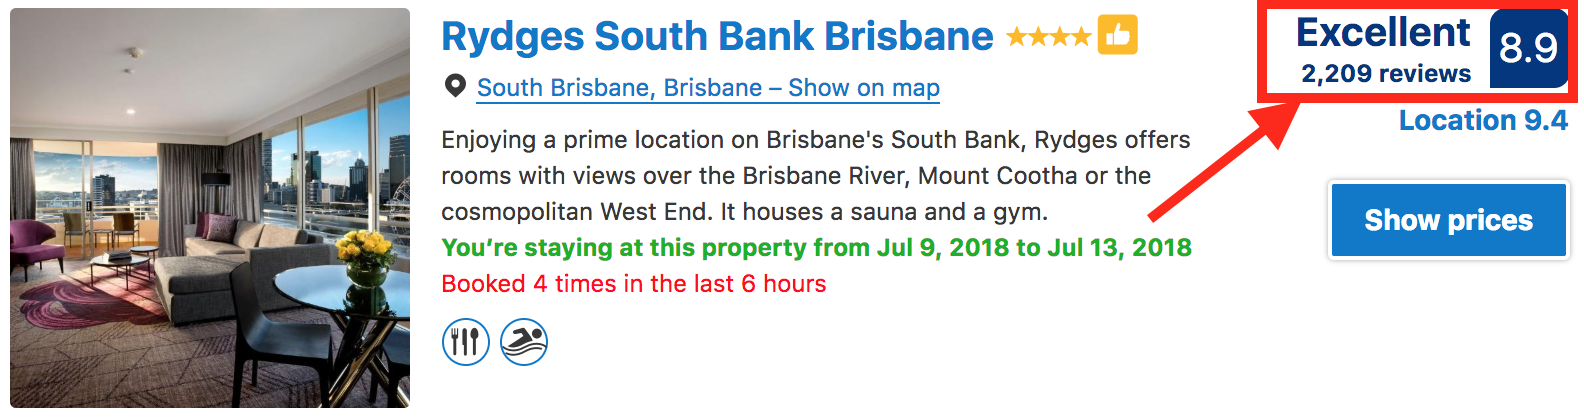 Rydges South Bank Brisbane
Excellent
2,209 reviews
8.9
South Brisbane, Brisbane – Show on map
Location 9.4
Enjoying a prime location on Brisbane's South Bank, Rydges offers
rooms with views over the Brisbane River, Mount Cootha or the
cosmopolitan West End. It houses a sauna and a gym.
You’re staying at this property from Jul 9, 2018 to Jul 13, 2018
Booked 4 times in the last 6 hours
Show prices